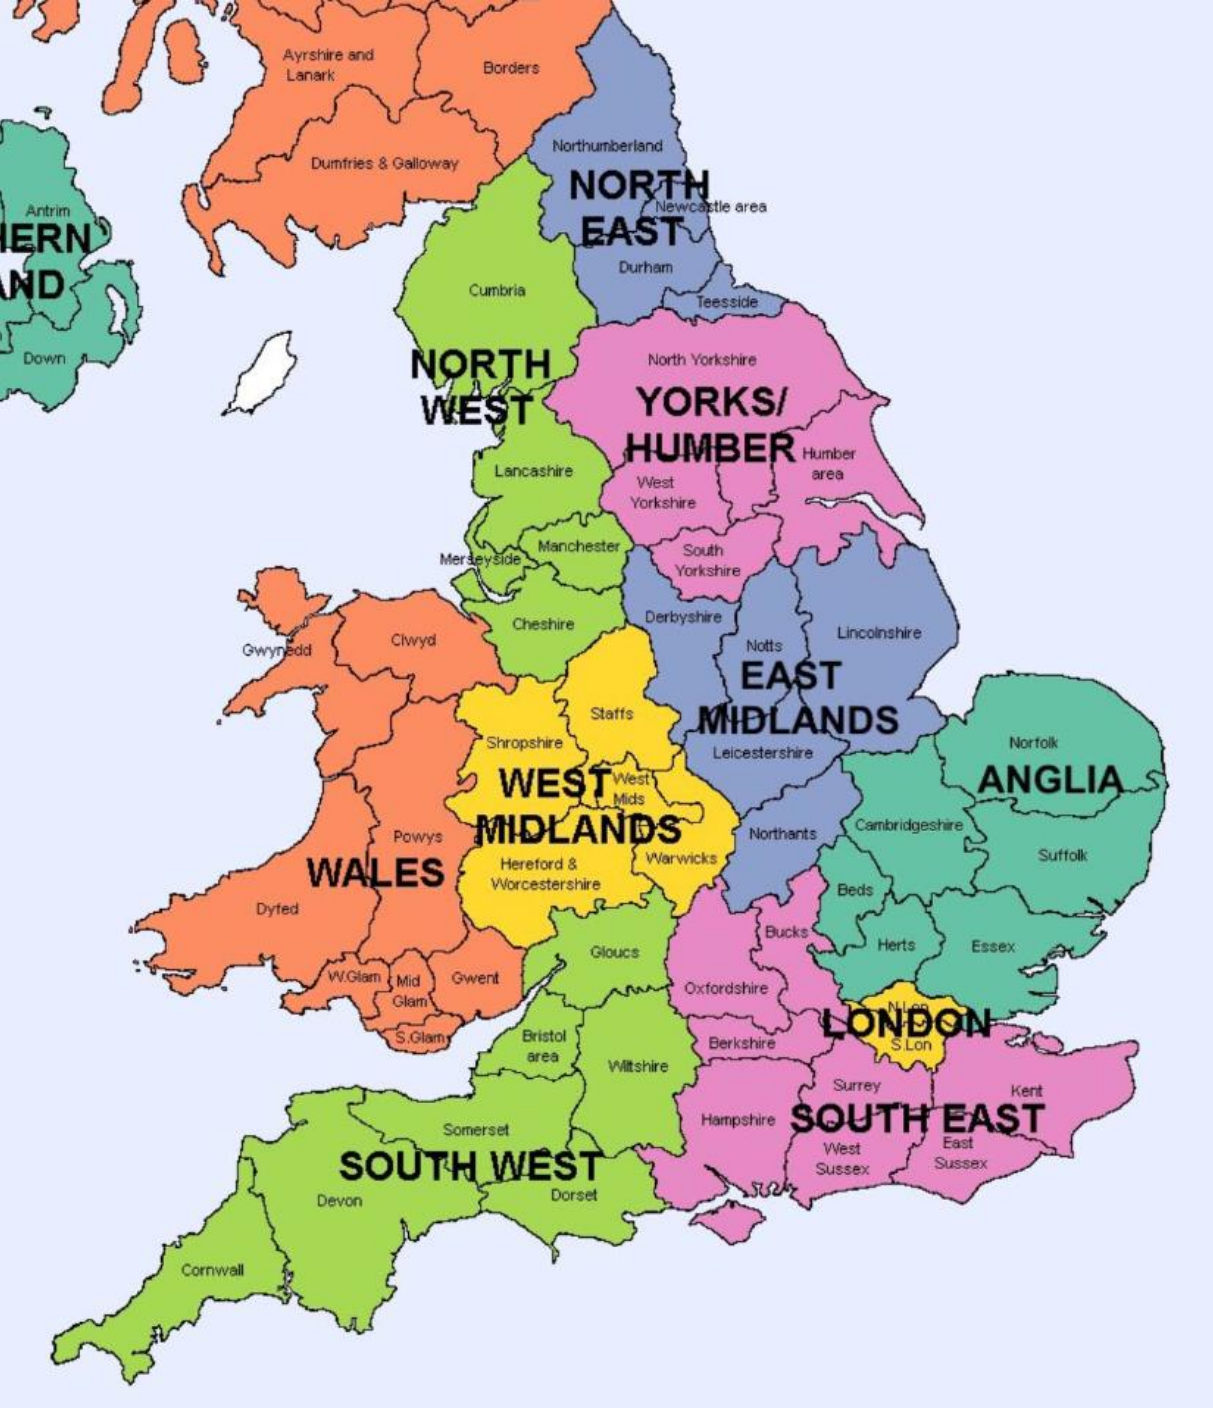 Ayrshire and
Lanark
Borders
Dumfries & Galloway
Northumberland
NORTH
EAST
Newcastle area
Durham
Teesside
Antrim
HERN
AND
Down
Cumbria
NORTH
WEST
North Yorkshire
YORKS/
HUMBER
Humber
area
West
Yorkshire
South
Yorkshire
Lancashire
Manchester
Merseyside
Cheshire
Derbyshire
Notts
Lincolnshire
EAST
MIDLANDS
Leicestershire
Northants
Gwynedd
Clwyd
Powys
WALES
Dyfed
W.Glam
Mid
Glam
S.Glam
Gwent
Staffs
Shropshire
WEST
MIDLANDS
West
Mids
Hereford &
Worcestershire
Warwicks
Norfolk
ANGLIA
Cambridgeshire
Suffolk
Beds
Herts
Essex
Gloucs
Bucks
Oxfordshire
LONDON
N.Lon
S.Lon
Bristol
area
Wiltshire
Berkshire
Surrey
Kent
Hampshire
SOUTH EAST
West
Sussex
East
Sussex
Somerset
SOUTH WEST
Devon
Dorset
Cornwall